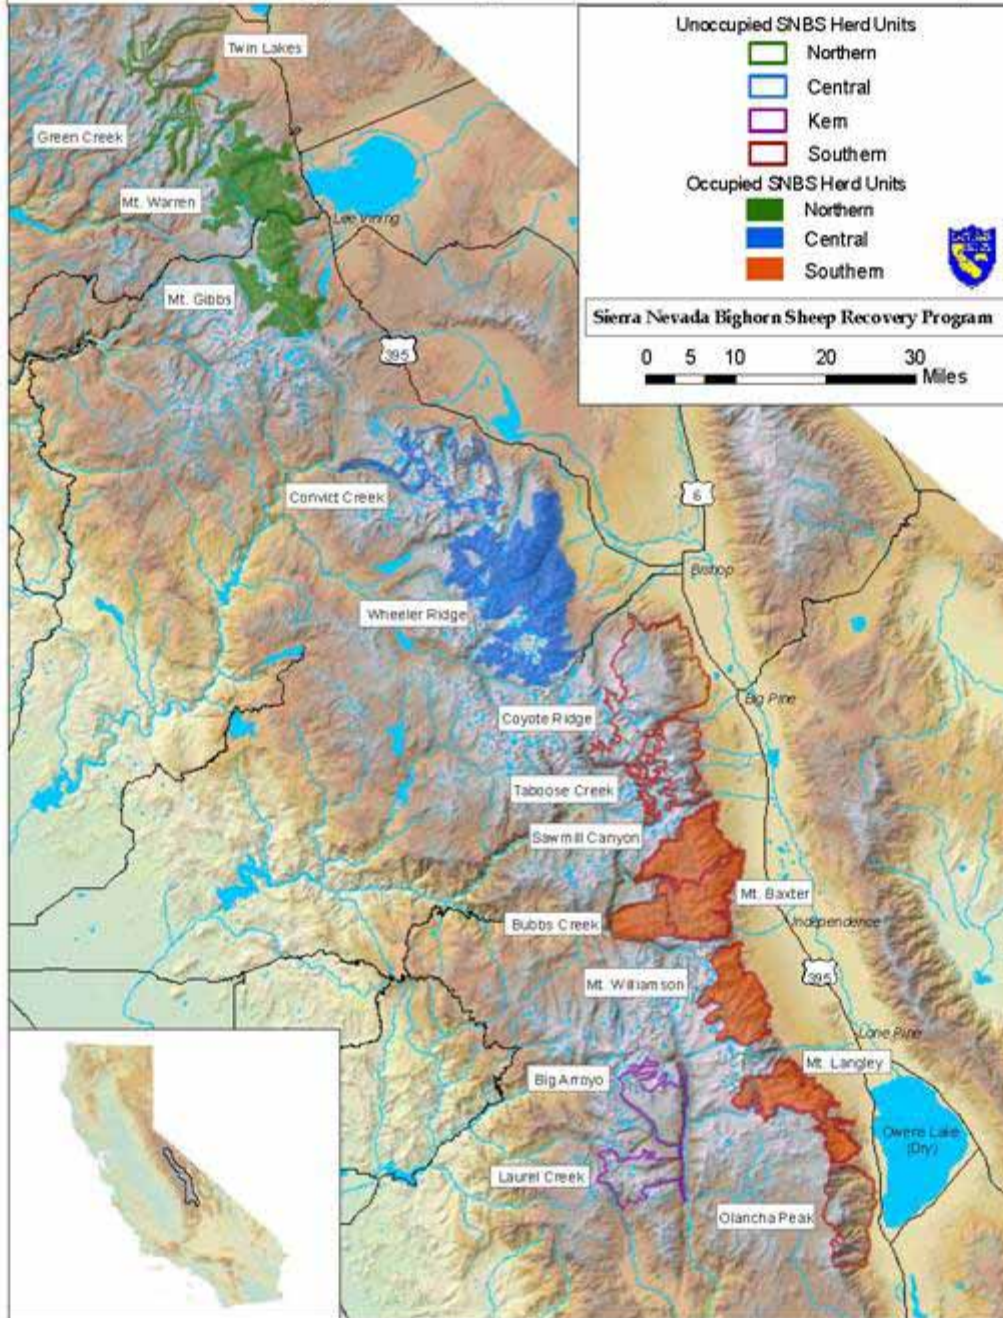 Unoccupied SNBS Herd Units
Northern
Central
Kern
Southern
Occupied SNBS Herd Units
Northern
Central
Southern
Sierra Nevada Bighorn Sheep Recovery Program
0 5 10 20 30
Miles
Twin Lakes
Green Creek
Mt. Warren
Lee Vining
Mt. Gibbs
395
Convict Creek
6
Bishop
Wheeler Ridge
Big Pine
Coyote Ridge
Taboose Creek
Sawmill Canyon
Mt. Baxter
Bubbs Creek
Independence
395
Mt. Williamson
Lone Pine
Mt. Langley
Big Arroyo
Owens Lake
(Dry)
Laurel Creek
Olancha Peak